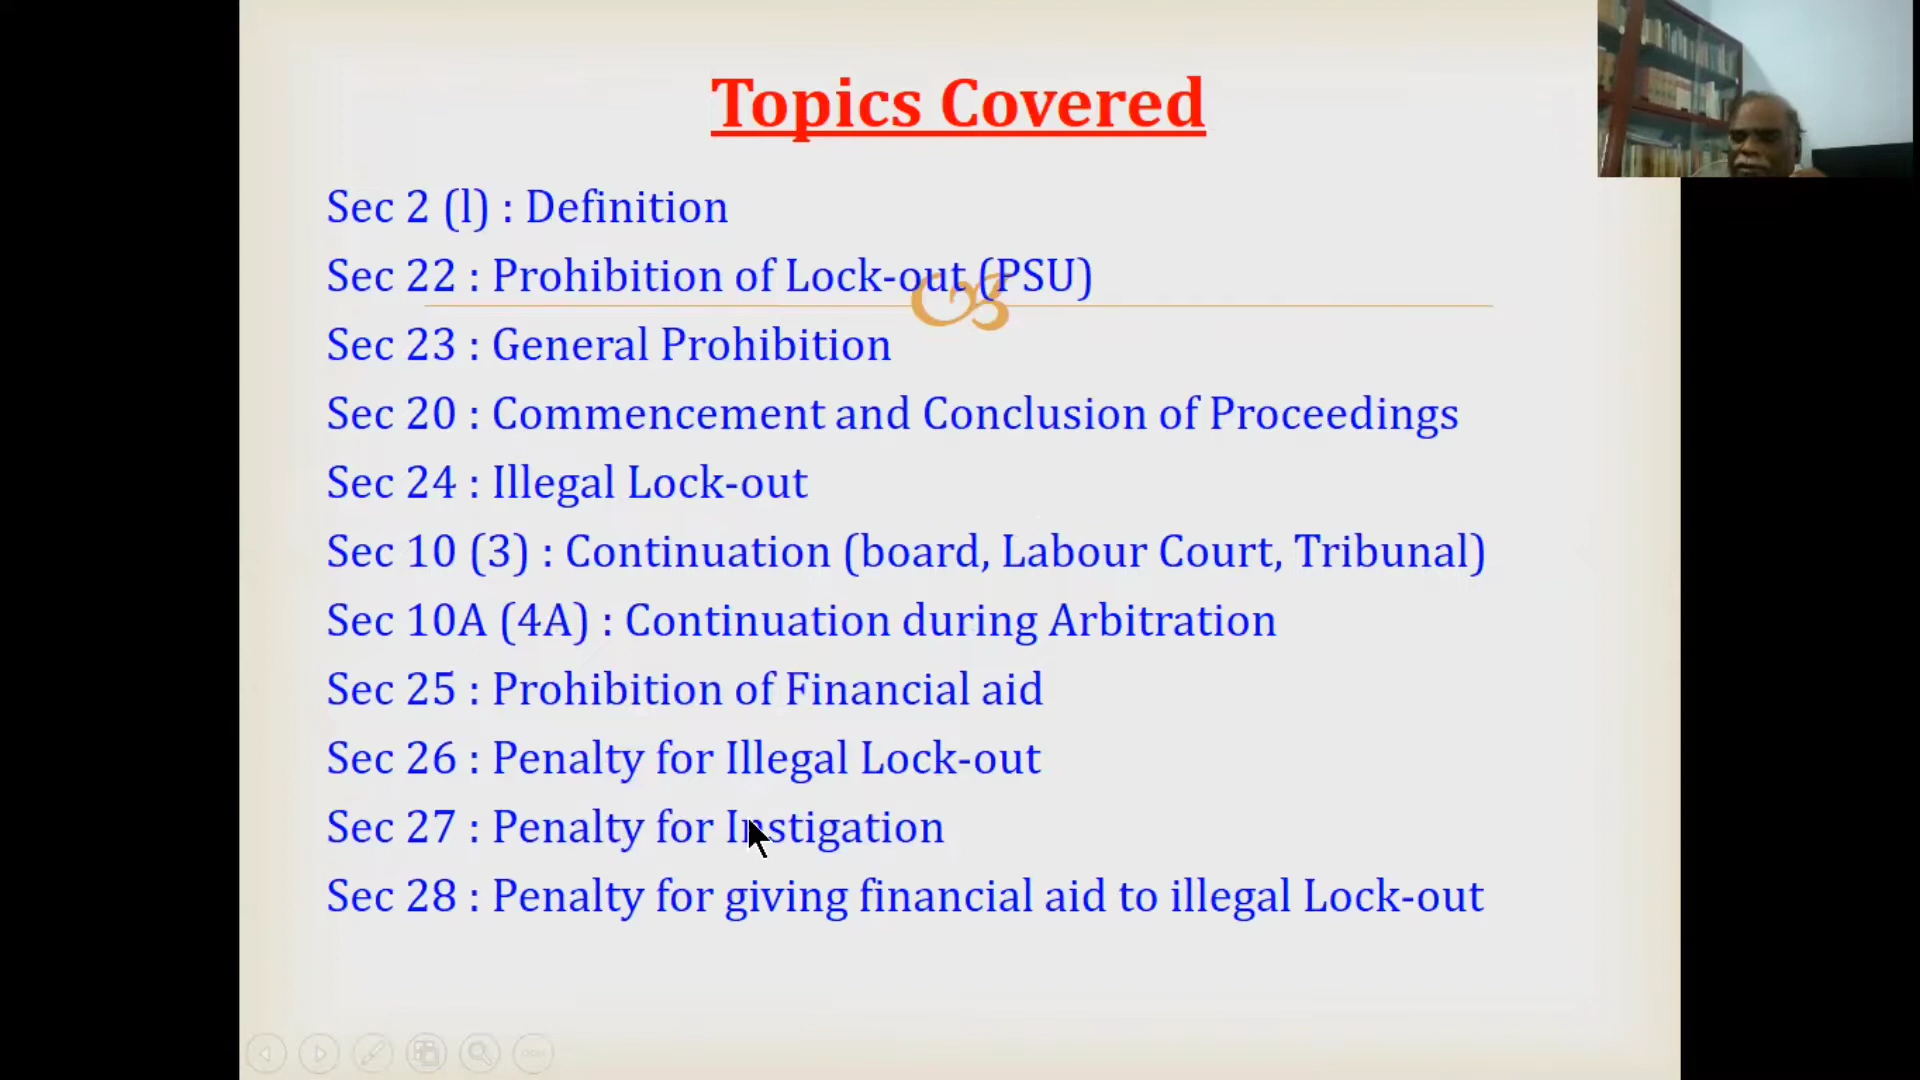 Topics Covered
Sec 2 (l) : Definition
Sec 22 : Prohibition of Lock-out (PSU)
Sec 23 : General Prohibition
Sec 20 : Commencement and Conclusion of Proceedings
Sec 24 : Illegal Lock-out
Sec 10 (3) : Continuation (board, Labour Court, Tribunal)
Sec 10A (4A) : Continuation during Arbitration
Sec 25 : Prohibition of Financial aid
Sec 26 : Penalty for Illegal Lock-out
Sec 27 : Penalty for Instigation
Sec 28 : Penalty for giving financial aid to illegal Lock-out